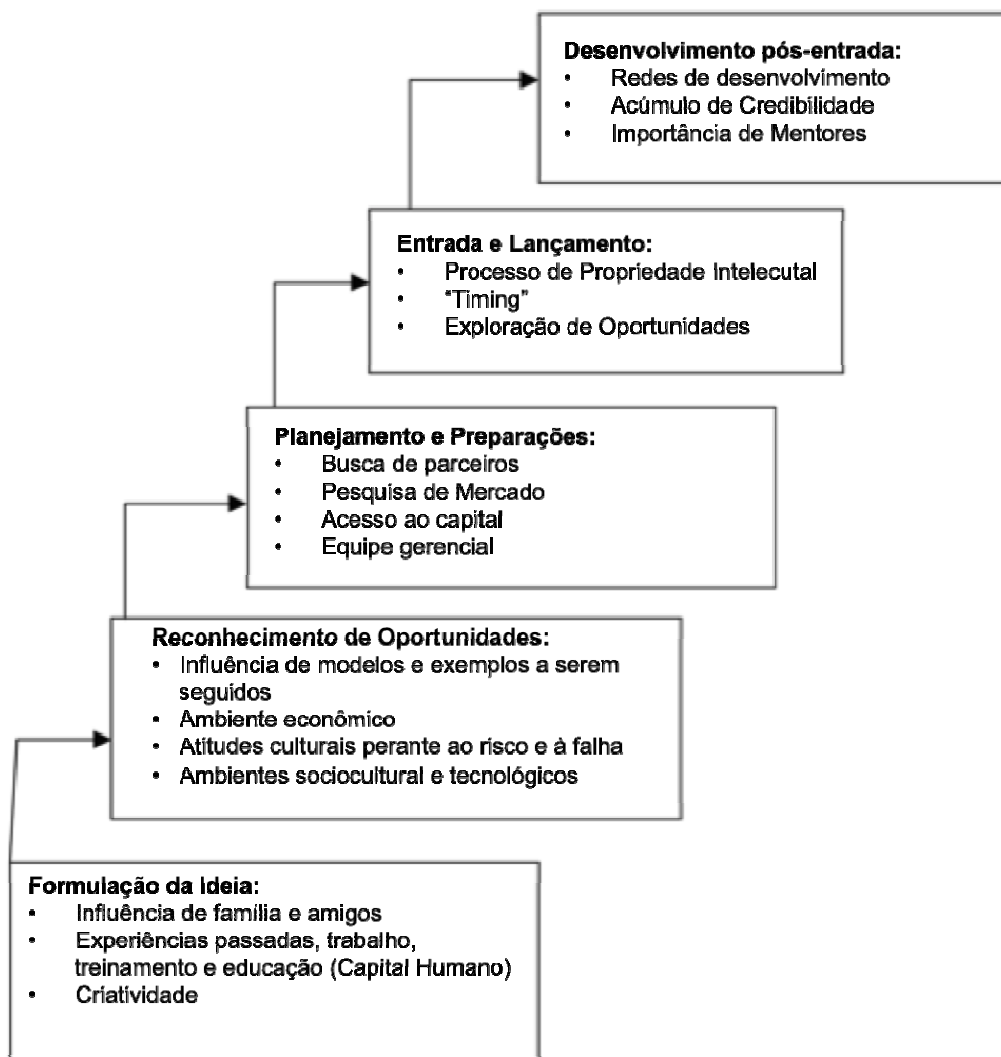 Desenvolvimento pós-entrada:
• Redes de desenvolvimento
• Acúmulo de Credibilidade
• Importância de Mentores
Entrada e Lançamento:
• Processo de Propriedade Intelecutal
• “Timing”
• Exploração de Oportunidades
Planejamento e Preparações:
• Busca de parceiros
• Pesquisa de Mercado
• Acesso ao capital
• Equipe gerencial
Reconhecimento de Oportunidades:
• Influência de modelos e exemplos a serem
seguidos
• Ambiente econômico
• Atitudes culturais perante ao risco e à falha
• Ambientes sociocultural e tecnológicos
Formulação da Ideia:
• Influência de família e amigos
• Experiências passadas, trabalho,
treinamento e educação (Capital Humano)
• Criatividade